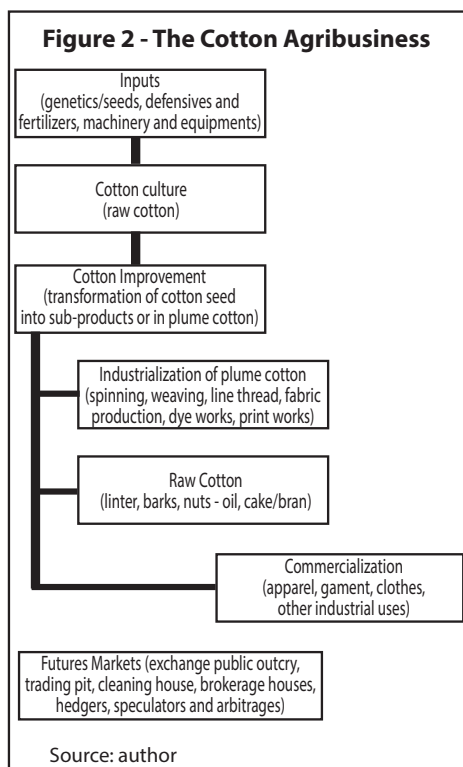 Figure 2 - The Cotton Agribusiness
Inputs
(genetics/seeds, defensives and
fertilizers, machinery and equipments)
Cotton culture
(raw cotton)
Cotton Improvement
(transformation of cotton seed
into sub-products or in plume cotton)
Industrialization of plume cotton
(spinning, weaving, line thread, fabric
production, dye works, print works)
Raw Cotton
(linter, barks, nuts - oil, cake/bran)
Commercialization
(apparel, gament, clothes,
other industrial uses)
Futures Markets (exchange public outcry,
trading pit, cleaning house, brokerage houses,
hedgers, speculators and arbitrages)
Source: author